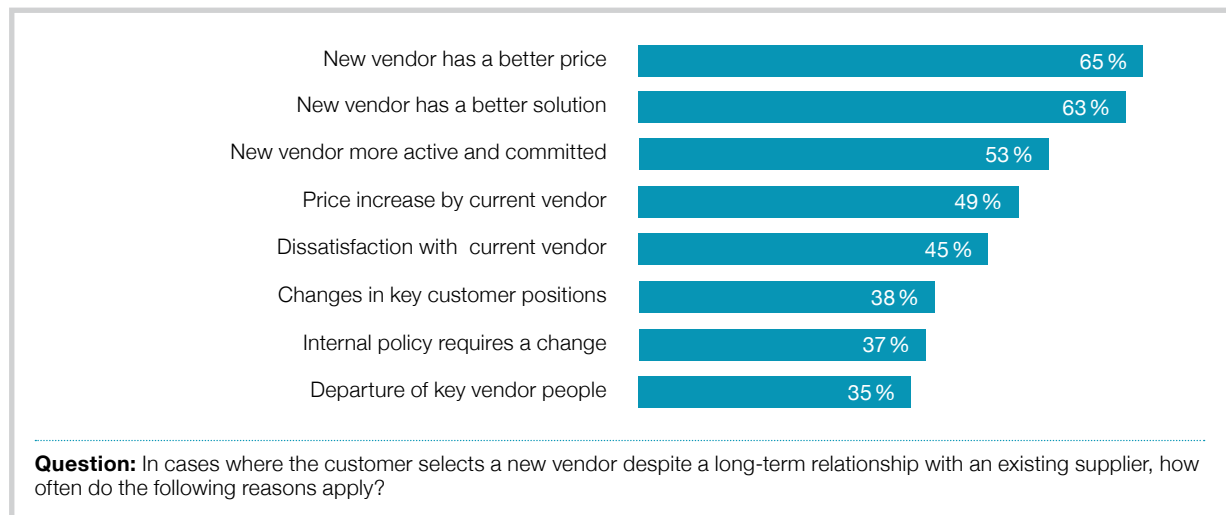 New vendor has a better price 65 %
New vendor has a better solution 63 %
New vendor more active and committed 53 %
Price increase by current vendor 49 %
Dissatisfaction with current vendor 45 %
Changes in key customer positions 38 %
Internal policy requires a change 37 %
Departure of key vendor people 35 %
Question: In cases where the customer selects a new vendor despite a long-term relationship with an existing supplier, how
often do the following reasons apply?